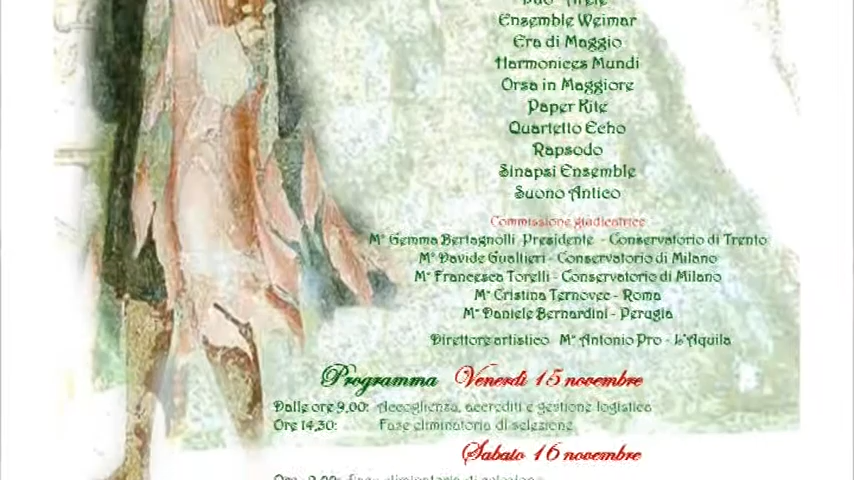 Ensemble Weimar
Era di Maggio
Harmonices Mundi
Orsa in Maggiore
Paper Kite
Quartetto Echo
Rapsodo
Sinapsi Ensemble
Suono Antico
Commissione giudicatrice
M° Gemma Bertagnolli Presidente - Conservatorio di Trento
M° Davide Gualtieri - Conservatorio di Milano
M° Francesca Torelli - Conservatorio di Milano
M° Cristina Ternovec - Roma
M° Daniele Bernardini - Perugia
Direttore artistico M° Antonio Pro - L'Aquila
Programma Venerdì 15 novembre
Dalle ore 9,00: Accoglienza, accrediti e gestione logistica
Ore 14,30: Fase eliminatoria di selezione
Sabato 16 novembre